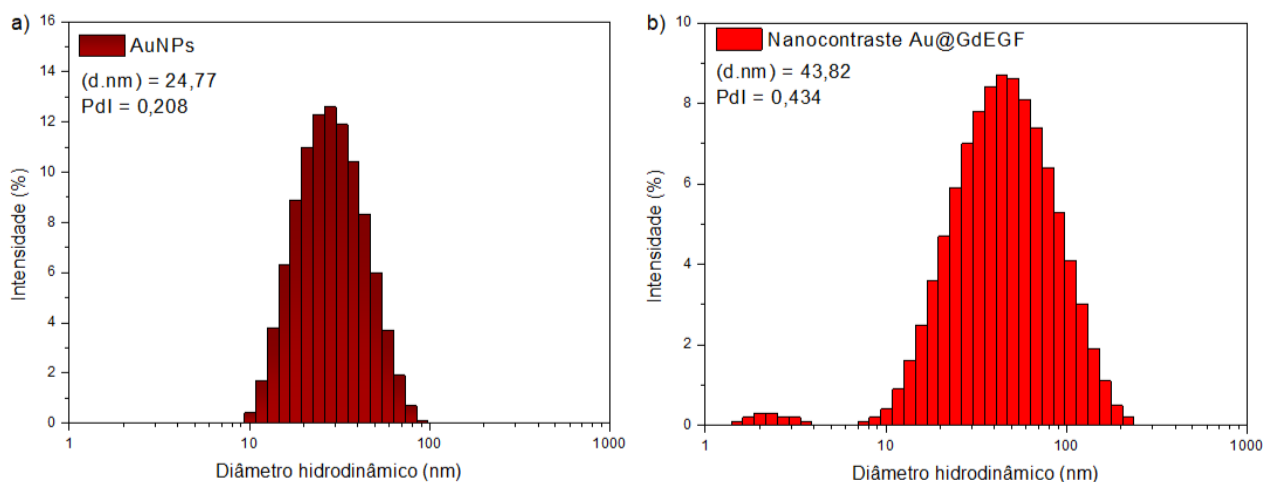 a)
AuNPs
(d.nm) = 24,77
PdI = 0,208
Intensidade (%)
16
14
12
10
8
6
4
2
0
1
10
100
1000
Diâmetro hidrodinâmico (nm)
b)
Nanocontraste Au@GdEGF
(d.nm) = 43,82
PdI = 0,434
Intensidade (%)
10
8
6
4
2
0
1
10
100
1000
Diâmetro hidrodinâmico (nm)